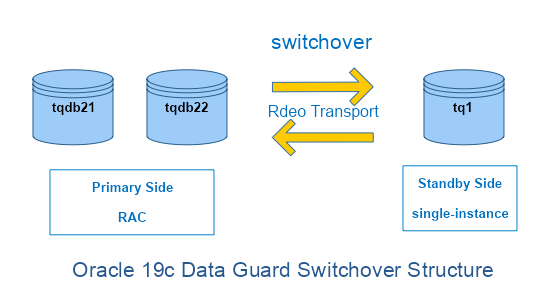 switchover
tqdb21
tqdb22
tq1
Rdeo Transport
Primary Side
RAC
Standby Side
single-instance
Oracle 19c Data Guard Switchover Structure